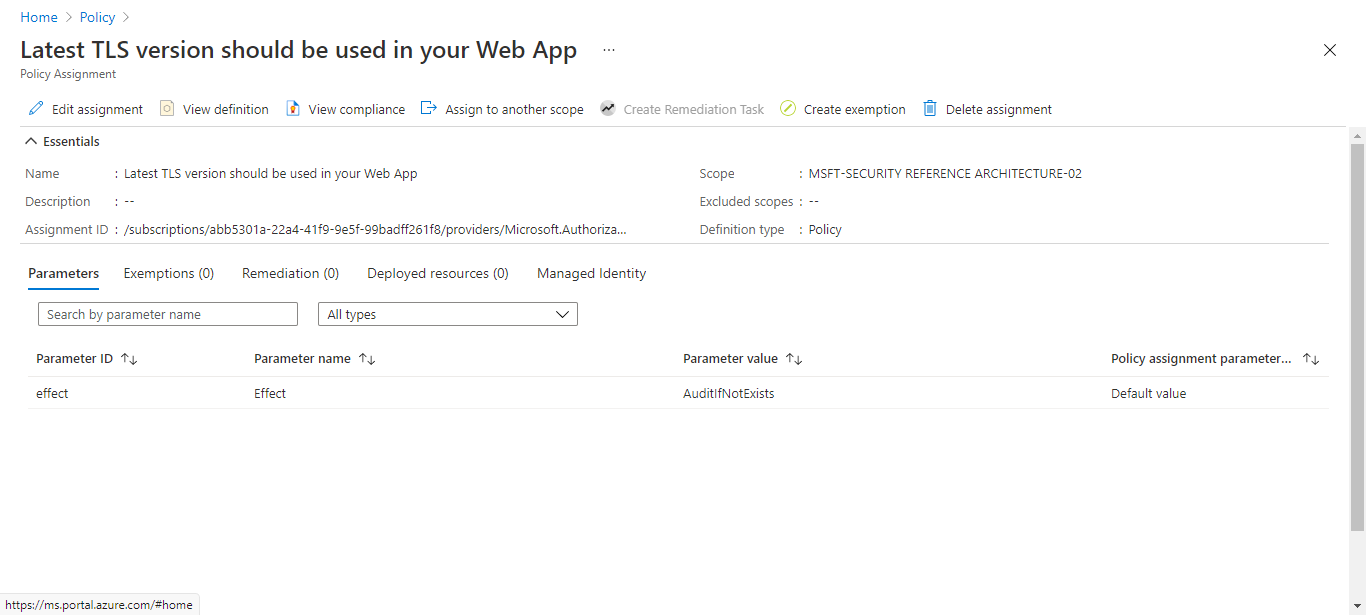 Home > Policy >
Latest TLS version should be used in your Web App ...
Policy Assignment
Edit assignment View definition View compliance Assign to another scope Create Remediation Task Create exemption Delete assignment
Essentials
Name : Latest TLS version should be used in your Web App Scope : MSFT-SECURITY REFERENCE ARCHITECTURE-02
Description : -- Excluded scopes : --
Assignment ID : /subscriptions/abb5301a-22a4-41f9-9e5f-99badff261f8/providers/Microsoft.Authoriza... Definition type : Policy
Parameters Exemptions (0) Remediation (0) Deployed resources (0) Managed Identity
Search by parameter name All types
Parameter ID ↑↓ Parameter name ↑↓ Parameter value ↑↓ Policy assignment parameter... ↑↓
effect Effect AuditIfNotExists Default value
https://ms.portal.azure.com/#home